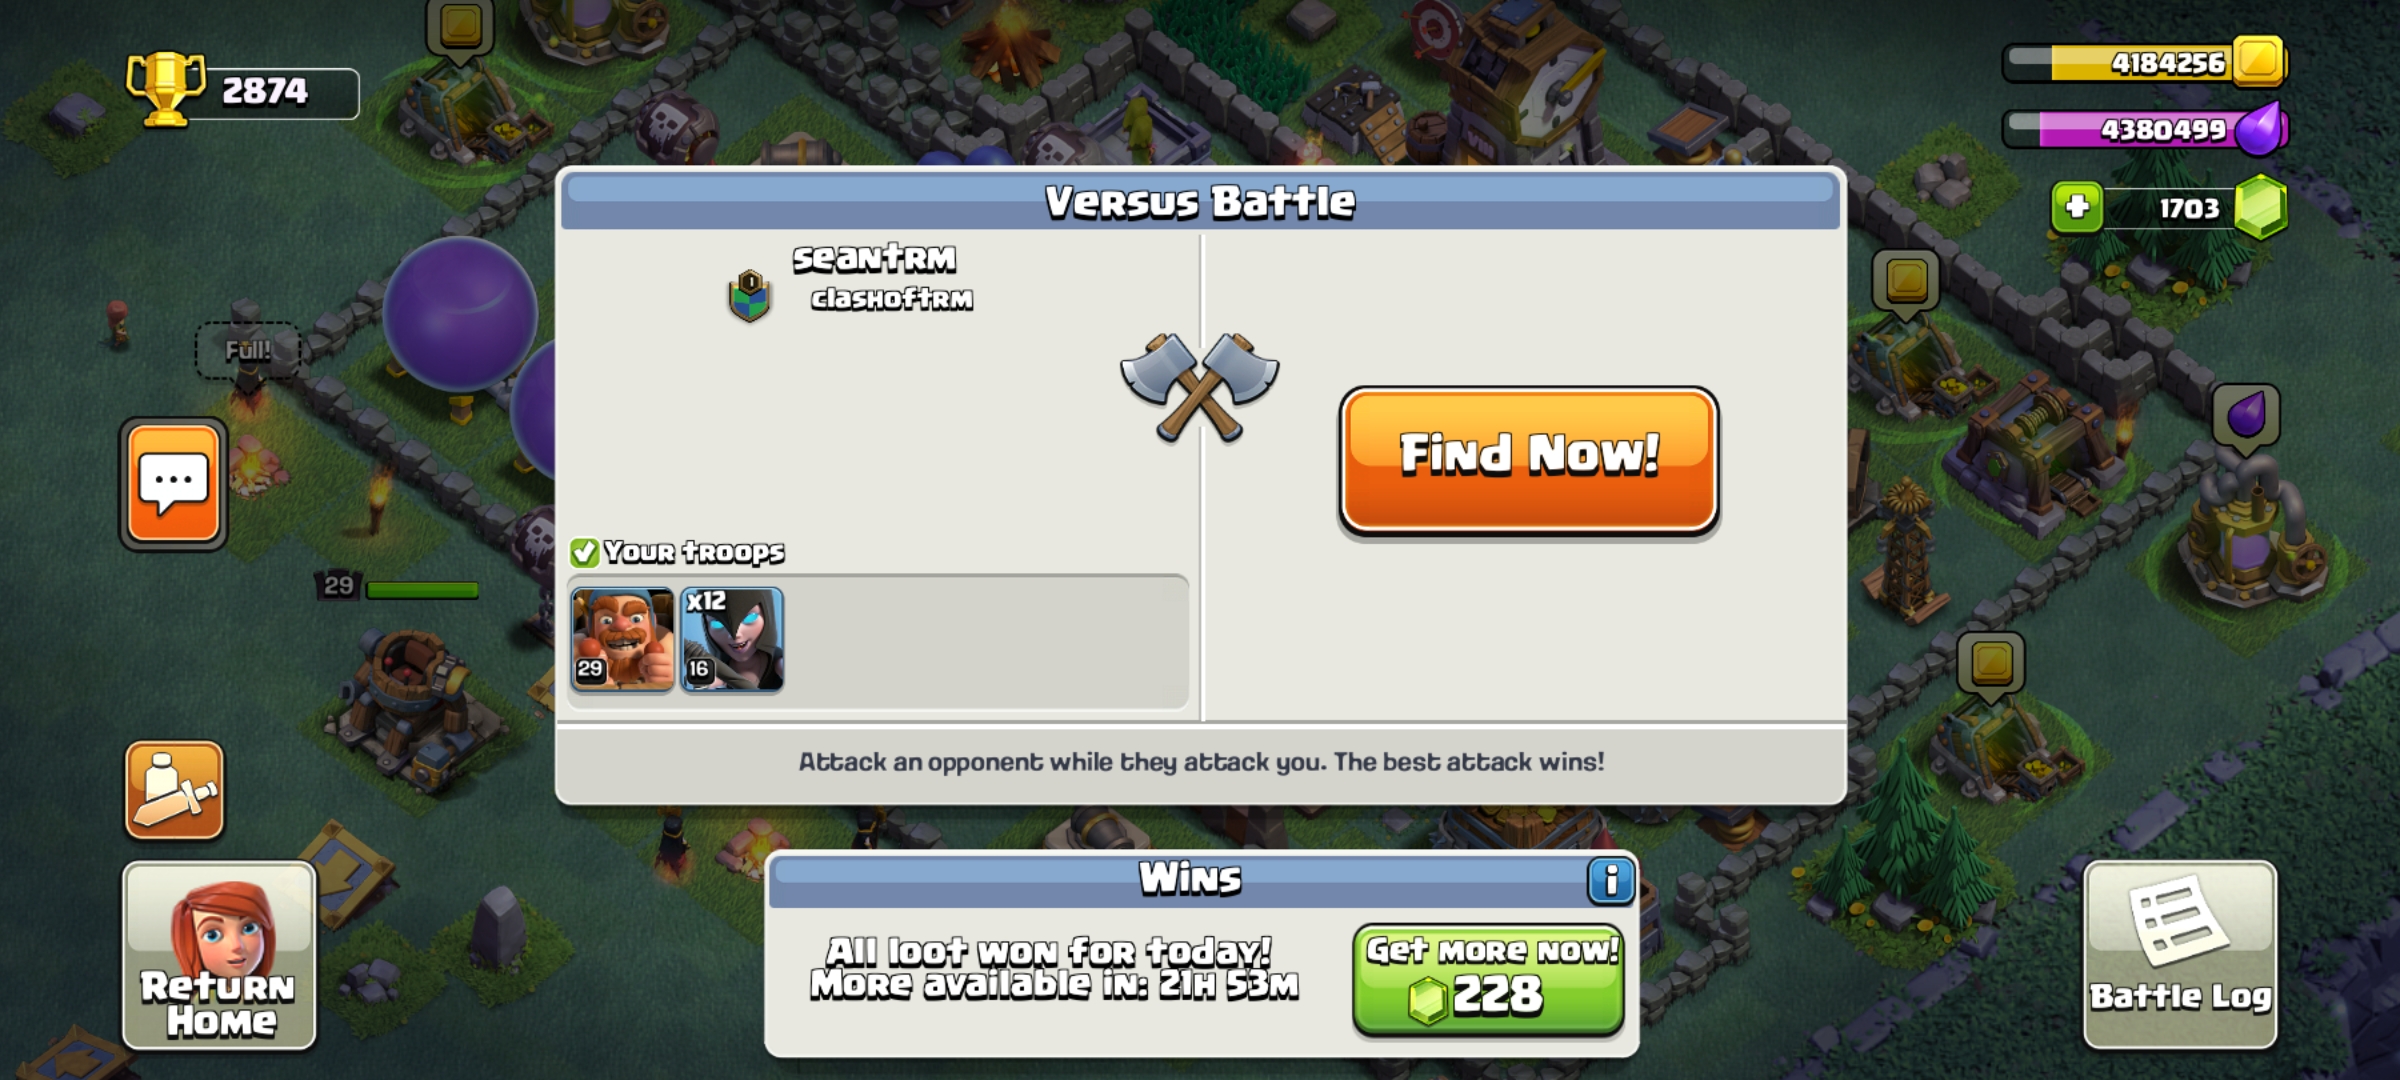 2874
4184256
4380499
1703
Versus Battle
seantrm
clashoftrm
1
Full!
Find Now!
Your troops
29
x12
29
16
Attack an opponent while they attack you. The best attack wins!
Wins
i
All loot won for today!
More available in: 21H 53M
Get more now!
228
Return
Home
Battle Log